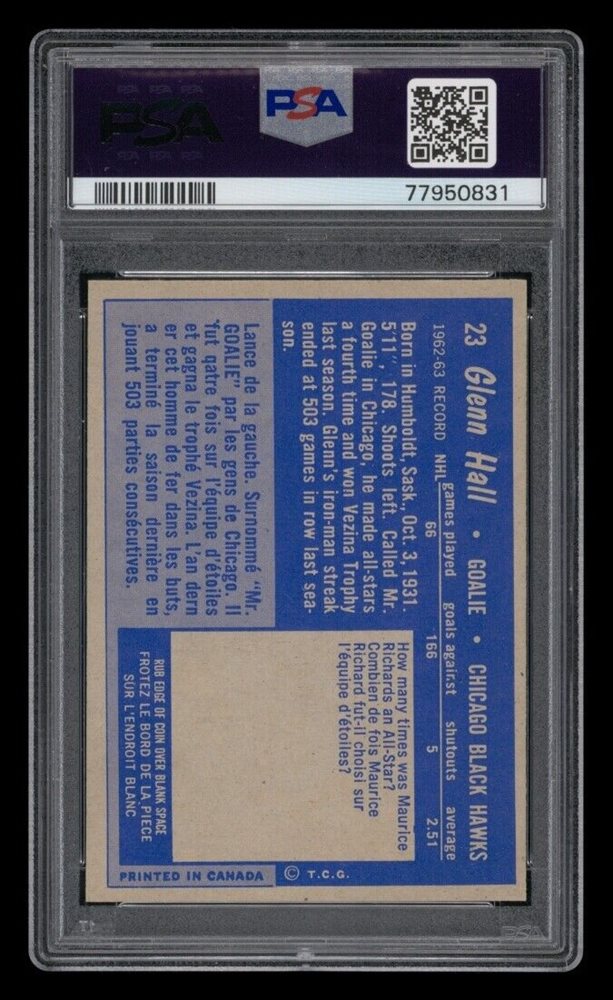 PSA
PSA
77950831
23 Glenn Hall • GOALIE • CHICAGO BLACK HAWKS
games played goals against shutouts average
1962-63 RECORD NHL 66 166 5 2.51
Born in Humboldt, Sask., Oct. 3, 1931.
5'11", 178. Shoots left. Called Mr.
Goalie in Chicago, he made all-stars
a fourth time and won Vezina Trophy
last season. Glenn's iron-man streak
ended at 503 games in row last sea-
son.
Lance de la gauche. Surnommé "Mr.
GOALIE" par les gens de Chicago. Il
fut qatre fois sur l'équipe d'étoiles
et gagna le trophé Vezina. L'an dern
er cet homme de fer dans les buts,
a terminé la saison dernière en
jouant 503 parties consécutives.
How many times was Maurice
Richards an All-Star?
Combien de fois Maurice
Richard fut-il choisi sur
l'équipe d'étoiles?
RUB EDGE OF COIN OVER BLANK SPACE
FROTEZ LE BORD DE LA PIECE
SUR L'ENDROIT BLANC
© T.C.G.
PRINTED IN CANADA
PSA